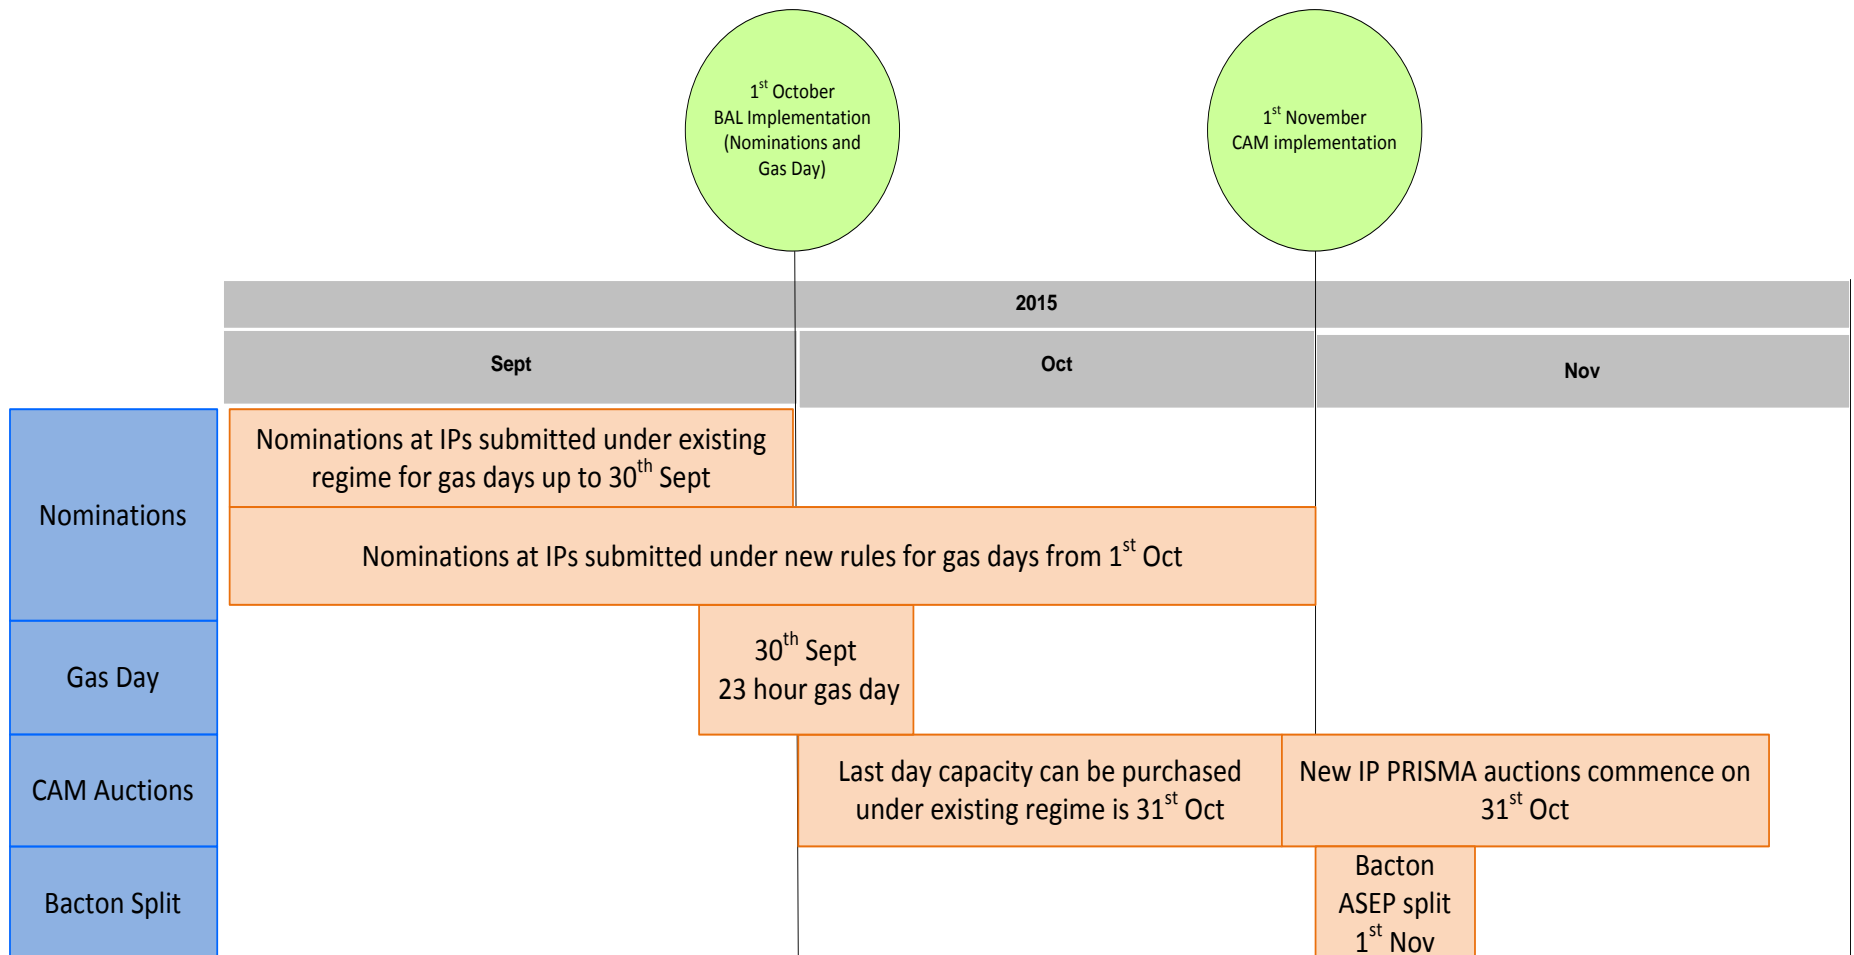 1st October
BAL Implementation
(Nominations and
Gas Day)
1st November
CAM implementation
2015
Sept
Oct
Nov
Nominations
Nominations at IPs submitted under existing
regime for gas days up to 30th Sept
Nominations at IPs submitted under new rules for gas days from 1st Oct
Gas Day
30th Sept
23 hour gas day
CAM Auctions
Last day capacity can be purchased
under existing regime is 31st Oct
New IP PRISMA auctions commence on
31st Oct
Bacton Split
Bacton
ASEP split
1st Nov